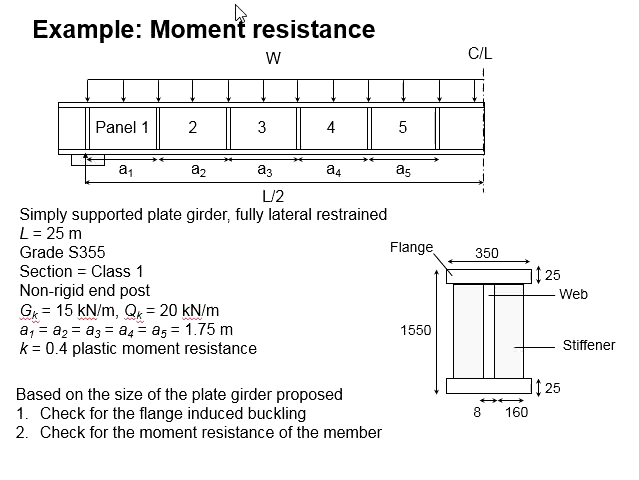 Example: Moment resistance
W
C/L
Panel 1 2 3 4 5
a₁ a₂ a₃ a₄ a₅
L/2
Simply supported plate girder, fully lateral restrained
L = 25 m
Grade S355
Section = Class 1
Non-rigid end post
Gₖ = 15 kN/m, Qₖ = 20 kN/m
a₁ = a₂ = a₃ = a₄ = a₅ = 1.75 m
k = 0.4 plastic moment resistance
Flange
350
25
Web
1550
Stiffener
25
8 160
Based on the size of the plate girder proposed
1. Check for the flange induced buckling
2. Check for the moment resistance of the member